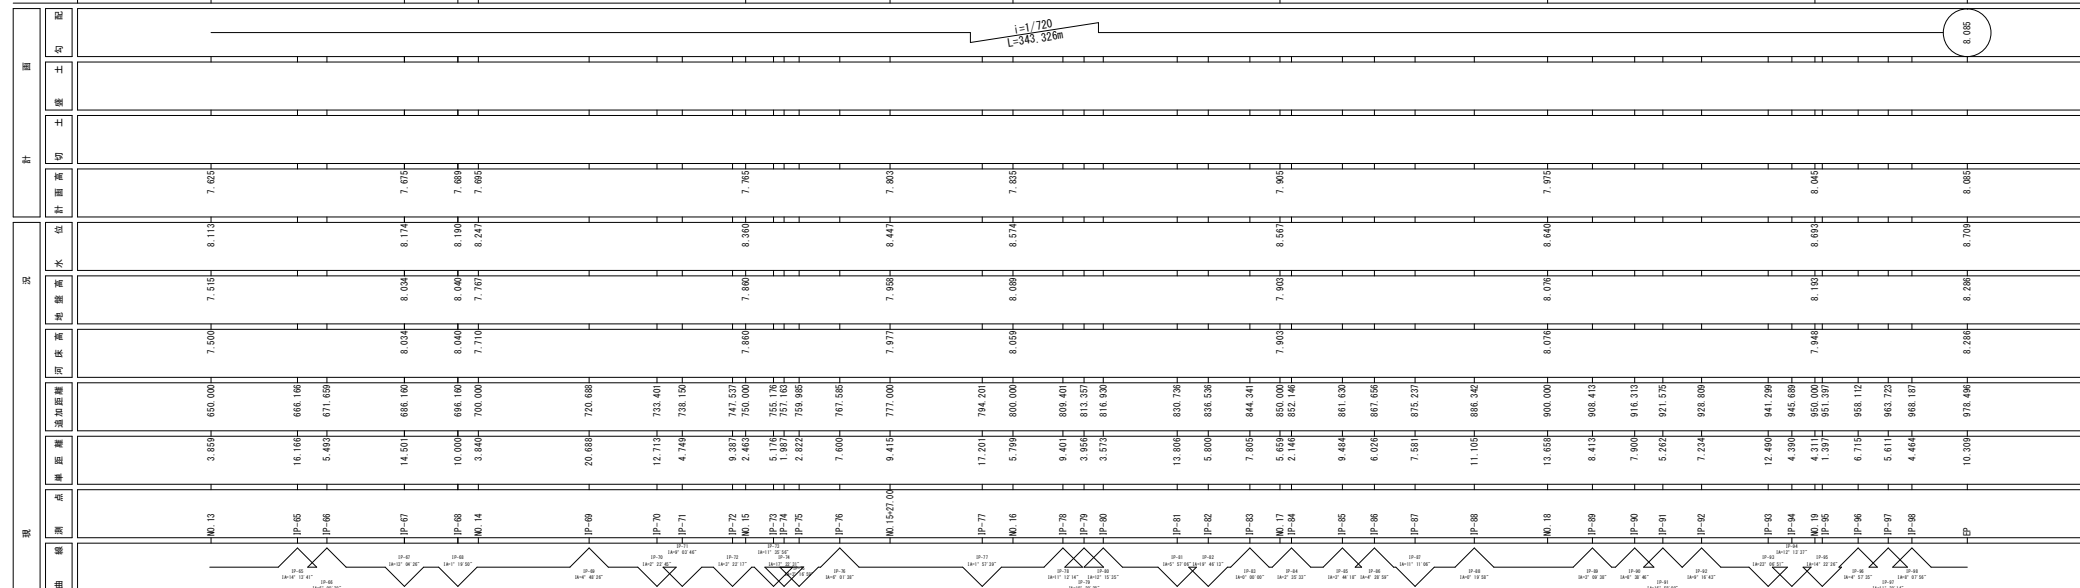 計 画
勾 配
i=1/720
L=343.326m
8.085
盛 土
切 土
計 画 高
7.625 7.675 7.689 7.695 7.765 7.803 7.835 7.905 7.975 8.045 8.085
現 況
水 位
8.113 8.174 8.190 8.247 8.360 8.447 8.574 8.567 8.640 8.693 8.709
地 盤 高
7.515 8.034 8.040 7.767 7.860 7.958 8.089 7.903 8.076 8.193 8.286
河 床 高
7.500 8.034 8.040 7.710 7.860 7.977 8.059 7.903 8.076 7.948 8.286
追 加 距 離
650.000 666.166 671.659 686.160 696.160 700.000 720.688 733.401 738.150 747.537 750.000 755.176 757.163 759.985 767.585 777.000 794.201 800.000 809.401 813.357 816.930 830.736 836.536 844.341 850.000 852.146 861.630 867.656 875.237 886.342 900.000 908.413 916.313 921.575 928.809 941.299 945.689 950.000 951.397 958.112 963.723 968.187 978.496
単 距 離
3.859 16.166 5.493 14.501 10.000 3.840 20.688 12.713 4.749 9.387 2.463 5.176 1.987 2.822 7.600 9.415 17.201 5.799 9.401 3.956 3.573 13.806 5.800 7.805 5.659 2.146 9.484 6.026 7.581 11.105 13.658 8.413 7.900 5.262 7.234 12.490 4.390 4.311 1.397 6.715 5.611 4.464 10.309
測 点
NO.13 IP-65 IP-66 IP-67 IP-68 NO.14 IP-69 IP-70 IP-71 IP-72 NO.15 IP-73 IP-74 IP-75 IP-76 NO.15+27.00 IP-77 NO.16 IP-78 IP-79 IP-80 IP-81 IP-82 IP-83 NO.17 IP-84 IP-85 IP-86 IP-87 IP-88 NO.18 IP-89 IP-90 IP-91 IP-92 IP-93 IP-94 NO.19 IP-95 IP-96 IP-97 IP-98 EP
曲 線